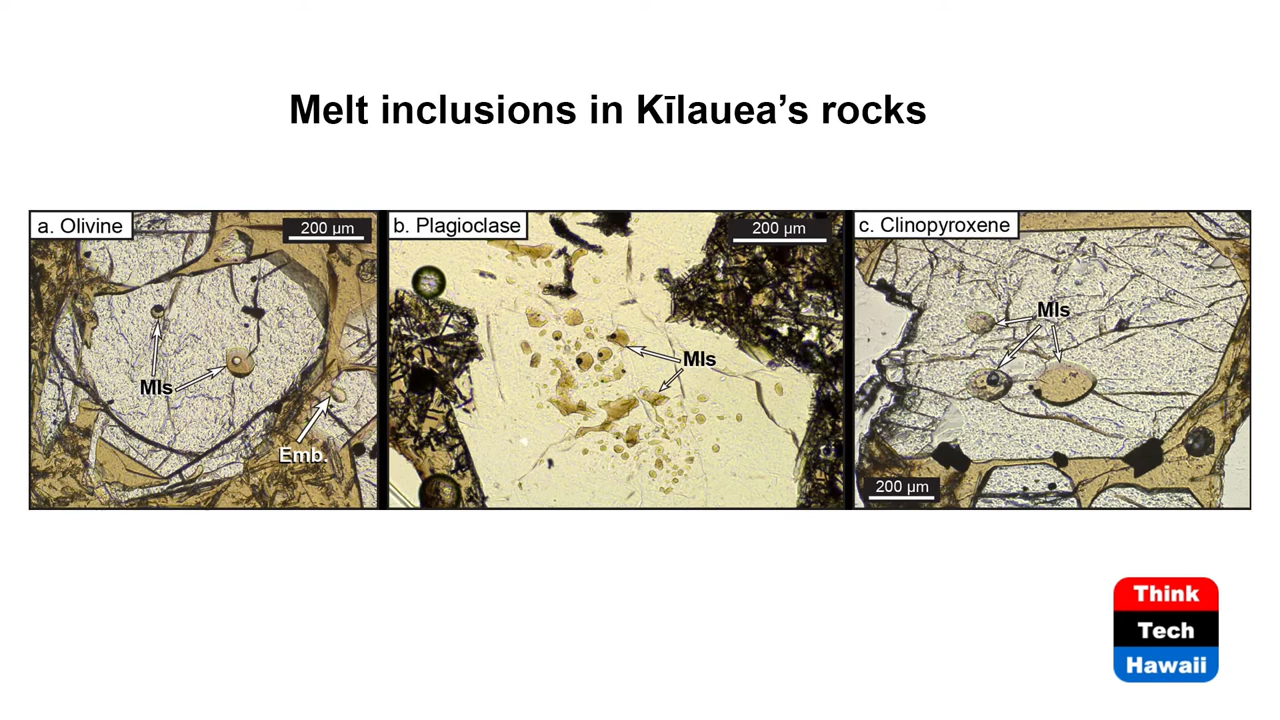 Melt inclusions in Kīlauea’s rocks
a. Olivine
200 µm
MIs
Emb.
b. Plagioclase
200 µm
MIs
c. Clinopyroxene
MIs
200 µm
Think
Tech
Hawaii